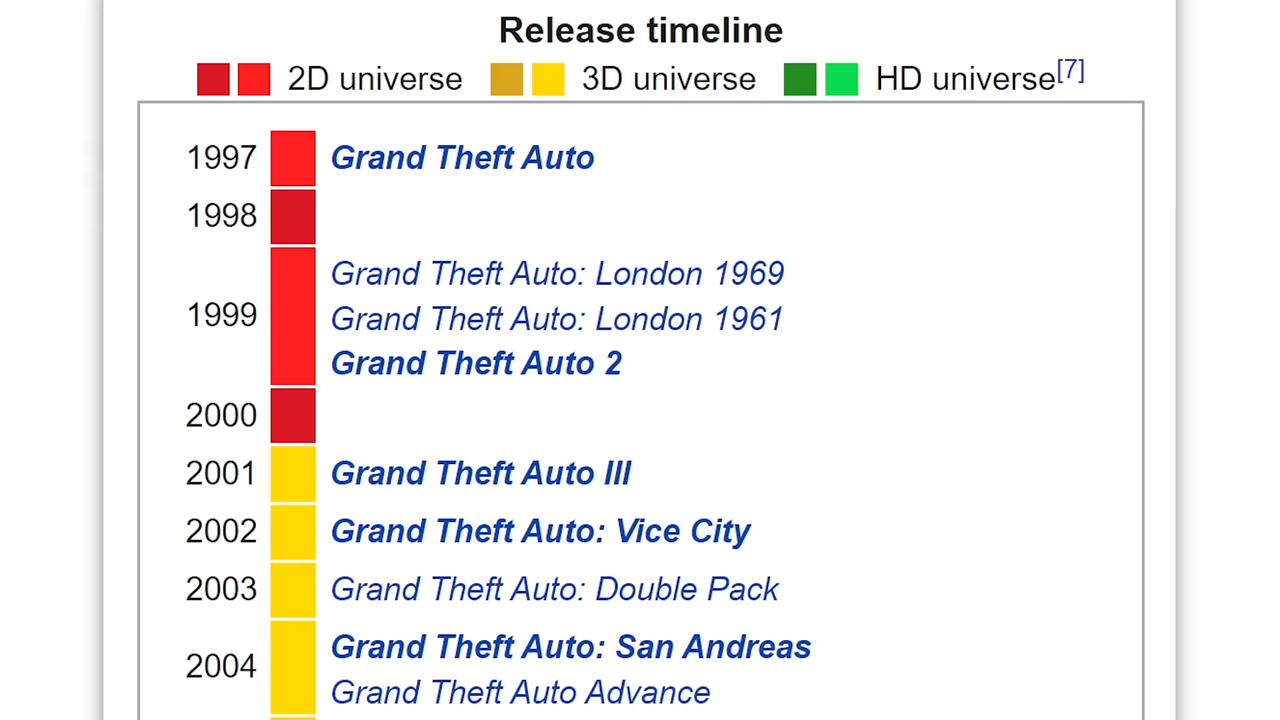 Release timeline
2D universe 3D universe HD universe[7]
1997 Grand Theft Auto
1998
Grand Theft Auto: London 1969
1999 Grand Theft Auto: London 1961
Grand Theft Auto 2
2000
2001 Grand Theft Auto III
2002 Grand Theft Auto: Vice City
2003 Grand Theft Auto: Double Pack
2004 Grand Theft Auto: San Andreas
Grand Theft Auto Advance